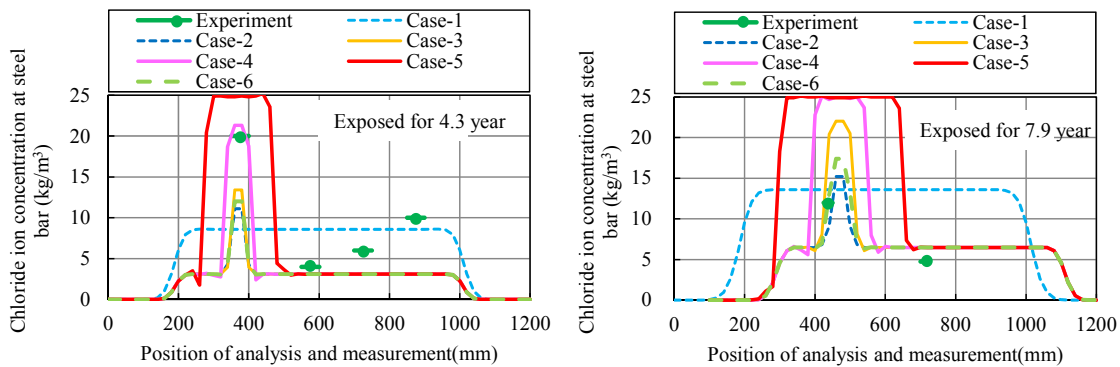 Experiment Case-1
Case-2 Case-3
Case-4 Case-5
Case-6
Chloride ion concentration at steel
bar (kg/m³)
25
20
15
10
5
0
Exposed for 4.3 year
0 200 400 600 800 1000 1200
Position of analysis and measurement(mm)
Experiment Case-1
Case-2 Case-3
Case-4 Case-5
Case-6
Chloride ion concentration at steel
bar (kg/m³)
25
20
15
10
5
0
Exposed for 7.9 year
0 200 400 600 800 1000 1200
Position of analysis and measurement(mm)